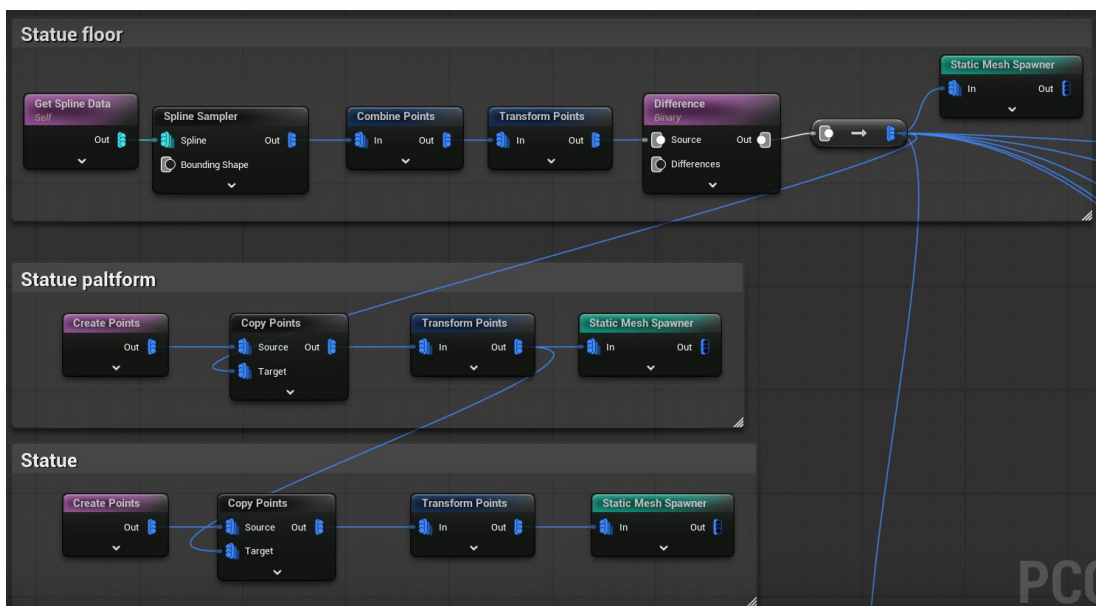 Statue floor
Get Spline Data
Self
Out
Spline Sampler
Spline Out
Bounding Shape
Combine Points
In Out
Transform Points
In Out
Difference
Binary
Source Out
Differences
Static Mesh Spawner
In Out
Statue paltform
Create Points
Out
Copy Points
Source Out
Target
Transform Points
In Out
Static Mesh Spawner
In Out
Statue
Create Points
Out
Copy Points
Source Out
Target
Transform Points
In Out
Static Mesh Spawner
In Out